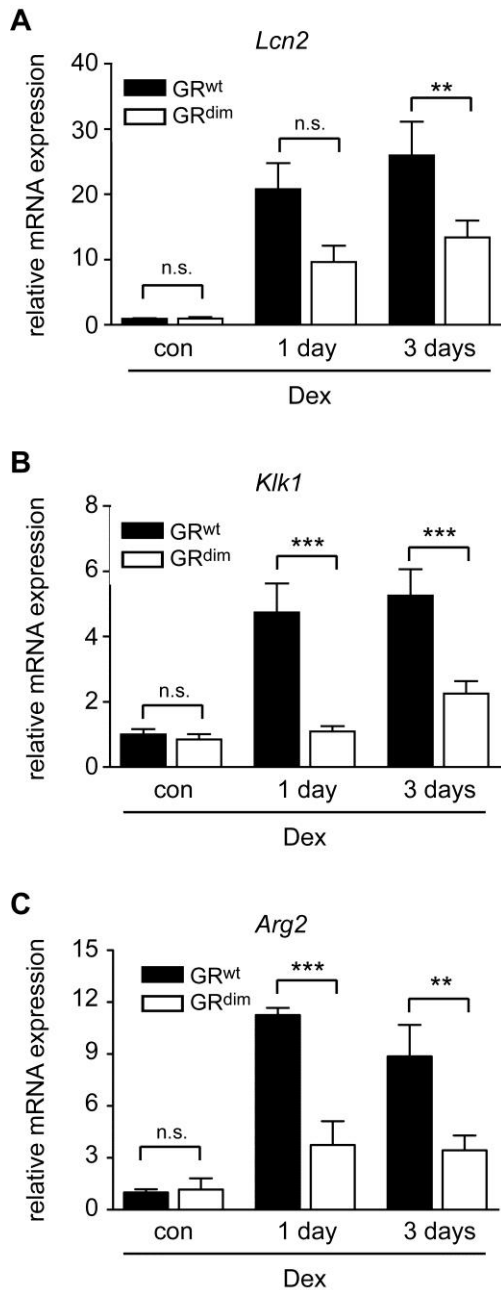 A
Lcn2
relative mRNA expression
40
30
20
10
0
GRwt
GRdim
n.s.
n.s.
**
con
1 day
3 days
Dex
B
Klk1
relative mRNA expression
8
6
4
2
0
GRwt
GRdim
n.s.
***
***
con
1 day
3 days
Dex
C
Arg2
relative mRNA expression
15
12
9
6
3
0
GRwt
GRdim
n.s.
***
**
con
1 day
3 days
Dex